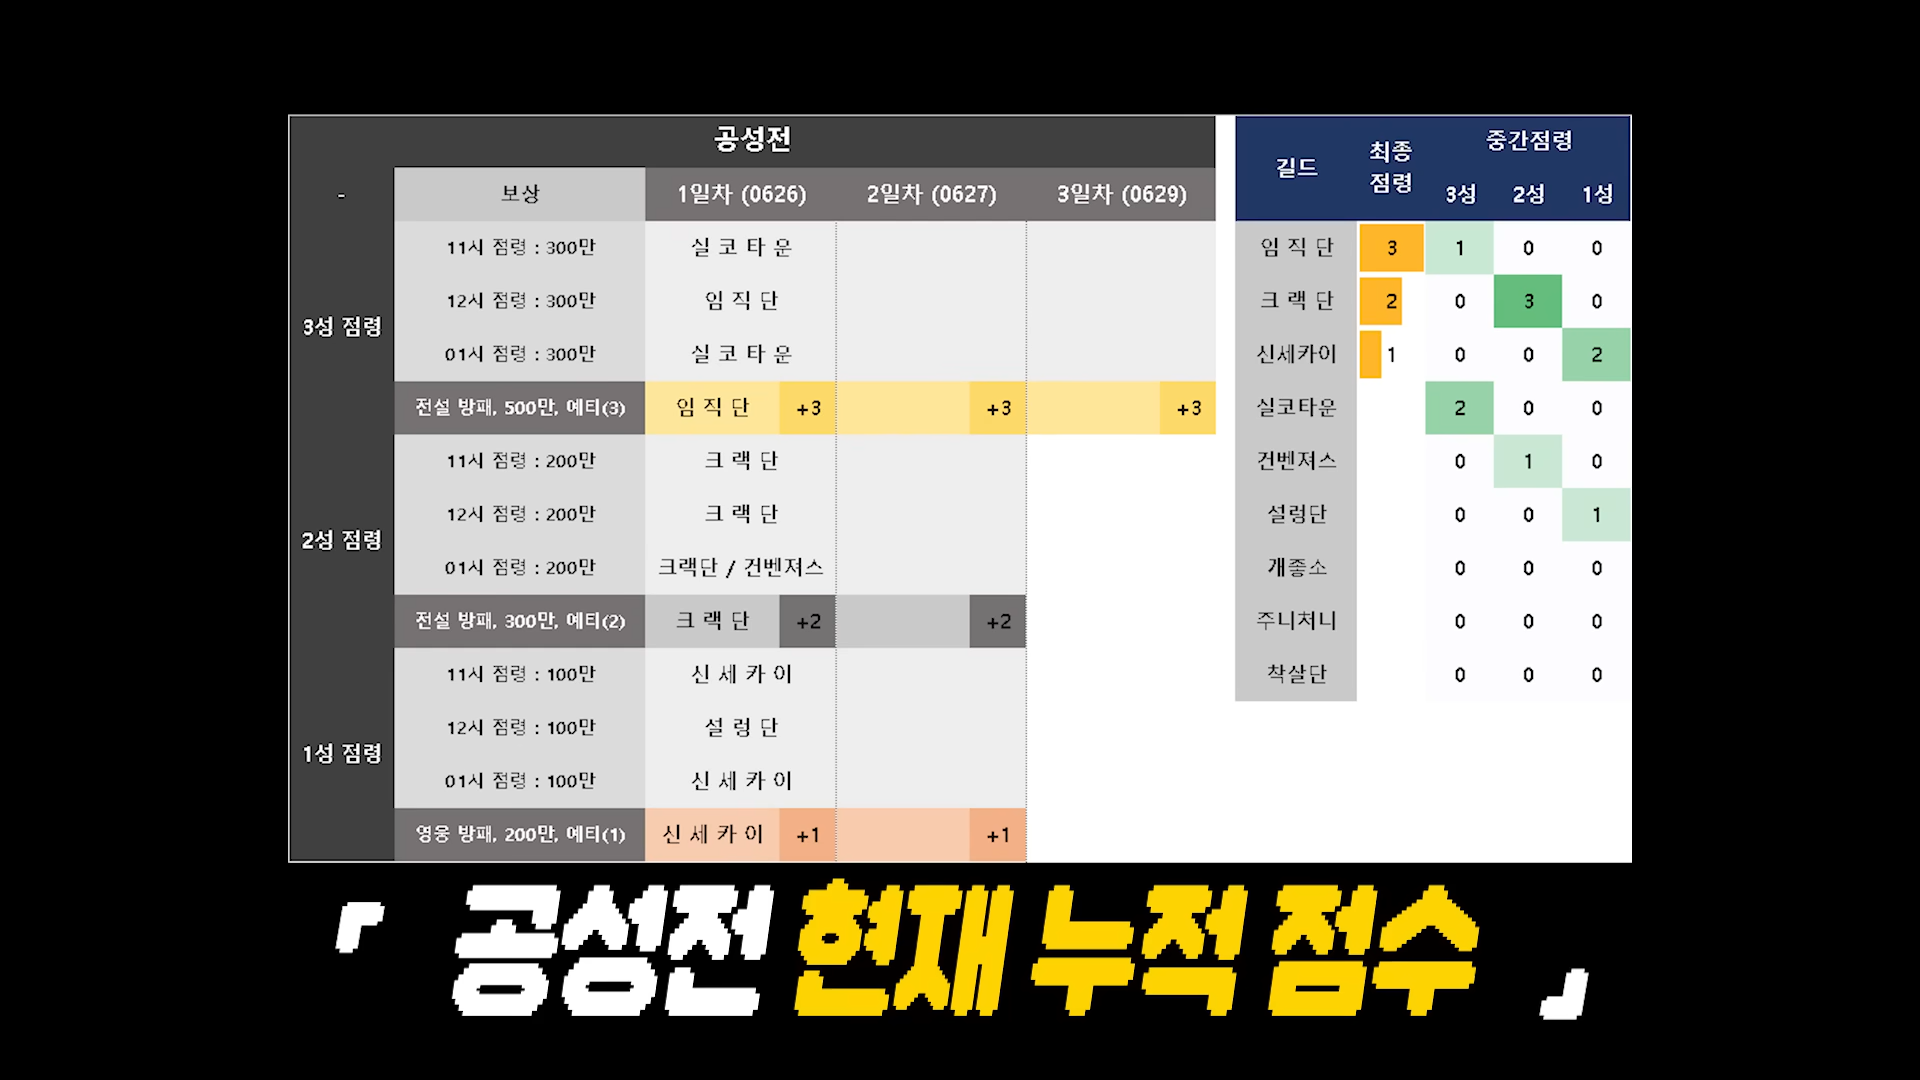 공성전
- 보상 1일차 (0626) 2일차 (0627) 3일차 (0629)
3성 점령
11시 점령 : 300만 실 코 타 운
12시 점령 : 300만 임 직 단
01시 점령 : 300만 실 코 타 운
전설 방패, 500만, 예티(3) 임 직 단 +3 +3 +3
2성 점령
11시 점령 : 200만 크 랙 단
12시 점령 : 200만 크 랙 단
01시 점령 : 200만 크랙단 / 건벤져스
전설 방패, 300만, 예티(2) 크 랙 단 +2 +2
1성 점령
11시 점령 : 100만 신 세 카 이
12시 점령 : 100만 설 렁 단
01시 점령 : 100만 신 세 카 이
영웅 방패, 200만, 예티(1) 신 세 카 이 +1 +1
길드 최종 점령 중간점령
3성 2성 1성
임 직 단 3 1 0 0
크 랙 단 2 0 3 0
신세카이 1 0 0 2
실코타운 2 0 0
건벤져스 0 1 0
설렁단 0 0 1
개좋소 0 0 0
주니처니 0 0 0
착살단 0 0 0
「 공성전 현재 누적 점수 」